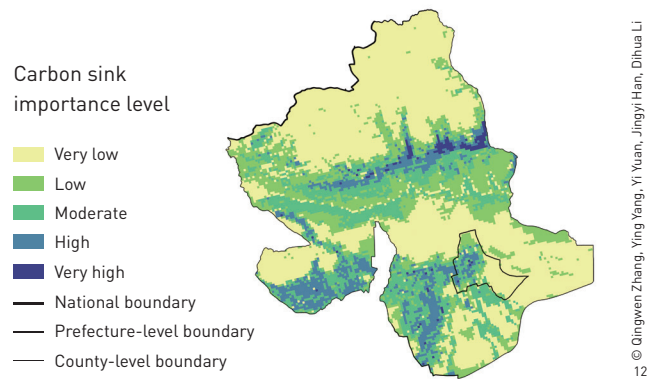 Carbon sink
importance level
Very low
Low
Moderate
High
Very high
National boundary
Prefecture-level boundary
County-level boundary
© Qingwen Zhang, Ying Yang, Yi Yuan, Jingyi Han, Dihua Li
12